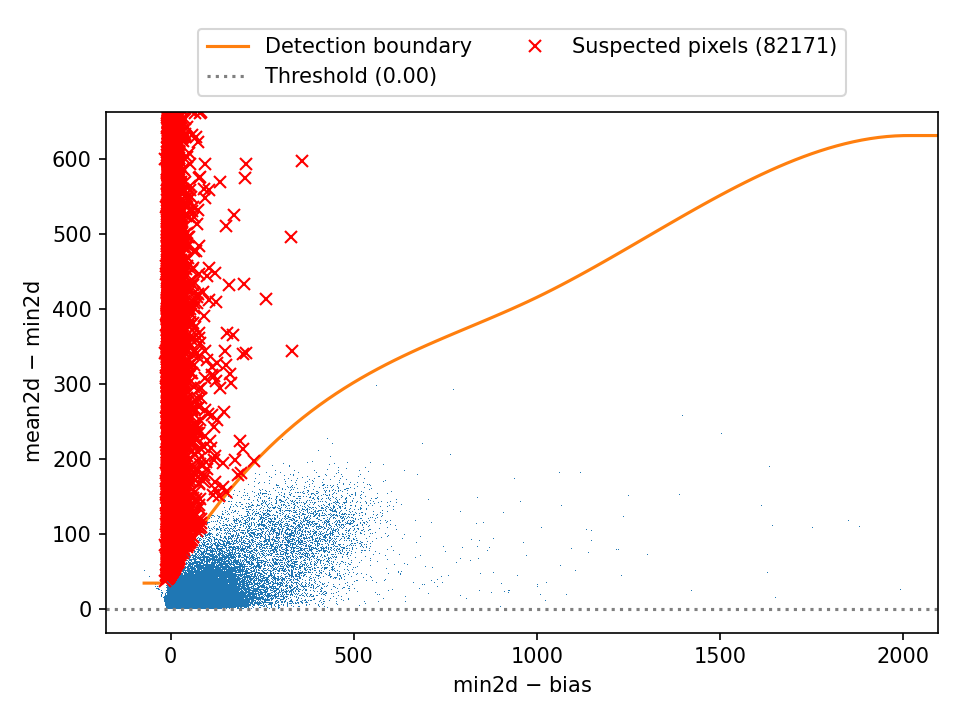 Detection boundary
Threshold (0.00)
Suspected pixels (82171)
600
500
400
300
200
100
0
mean2d − min2d
0
500
1000
1500
2000
min2d − bias